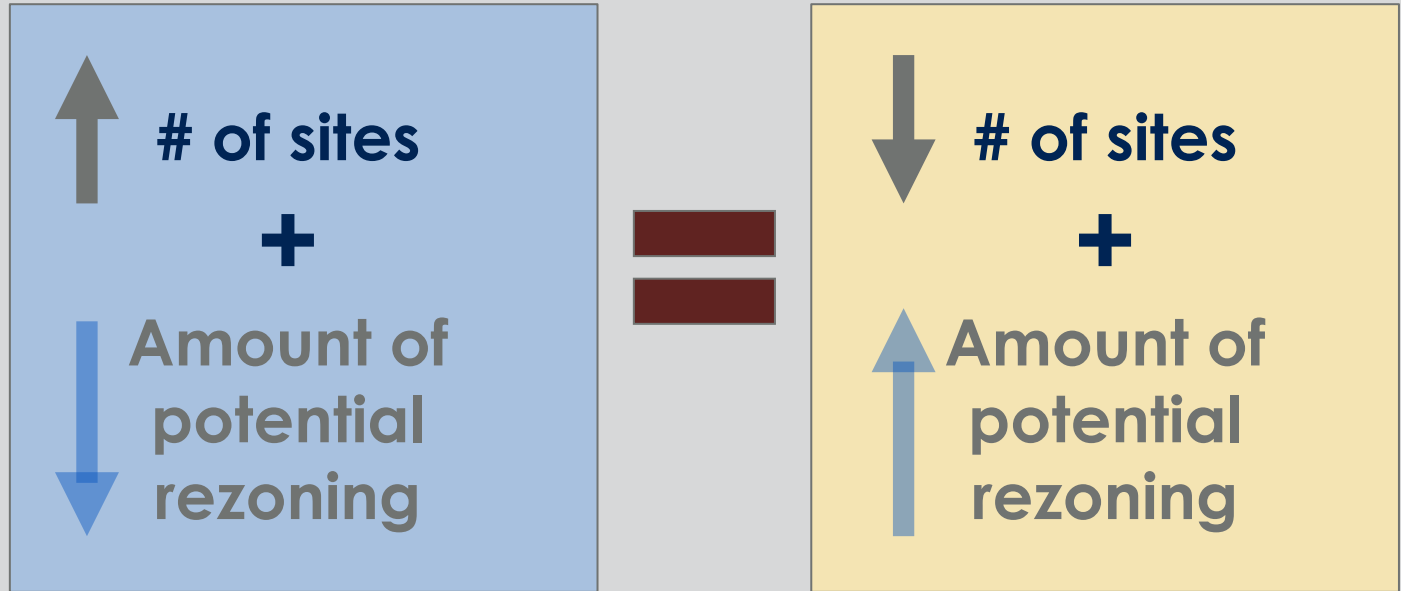 # of sites
+
Amount of
potential
rezoning
=
# of sites
+
Amount of
potential
rezoning